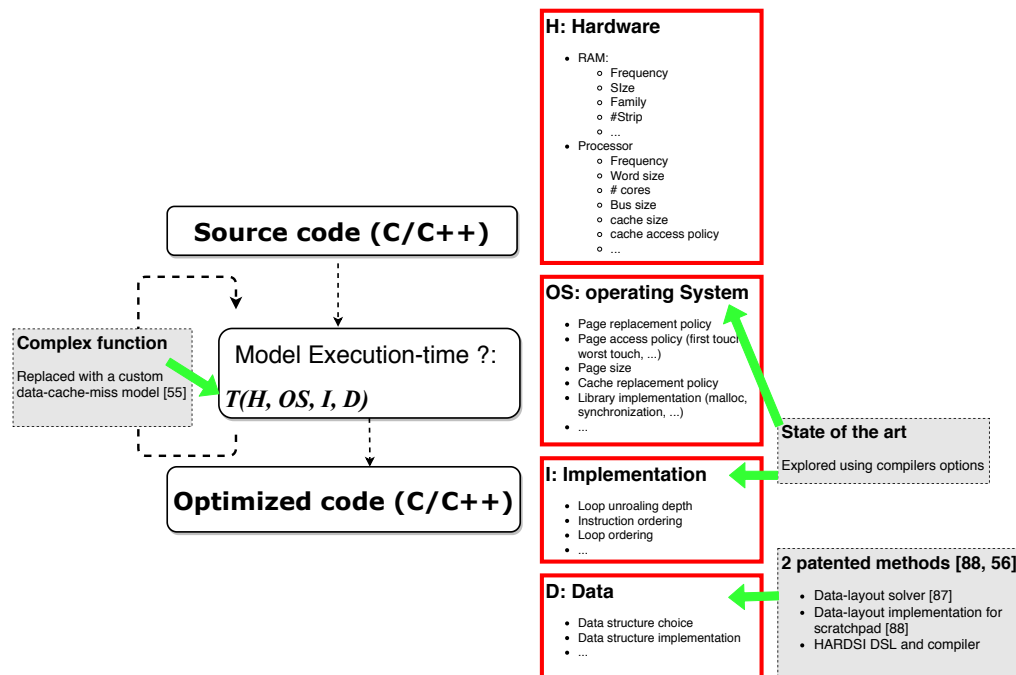 Source code (C/C++)
Complex function
Replaced with a custom
data-cache-miss model [55]
Model Execution-time ?:
T(H, OS, I, D)
Optimized code (C/C++)
H: Hardware
• RAM:
○ Frequency
○ SIze
○ Family
○ #Strip
○ ...
• Processor
○ Frequency
○ Word size
○ # cores
○ Bus size
○ cache size
○ cache access policy
○ ...
OS: operating System
• Page replacement policy
• Page access policy (first touch
worst touch, ...)
• Page size
• Cache replacement policy
• Library implementation (malloc,
synchronization, ...)
• ...
I: Implementation
• Loop unroaling depth
• Instruction ordering
• Loop ordering
• ...
D: Data
• Data structure choice
• Data structure implementation
• ...
State of the art
Explored using compilers options
2 patented methods [88, 56]
• Data-layout solver [87]
• Data-layout implementation for
scratchpad [88]
• HARDSI DSL and compiler